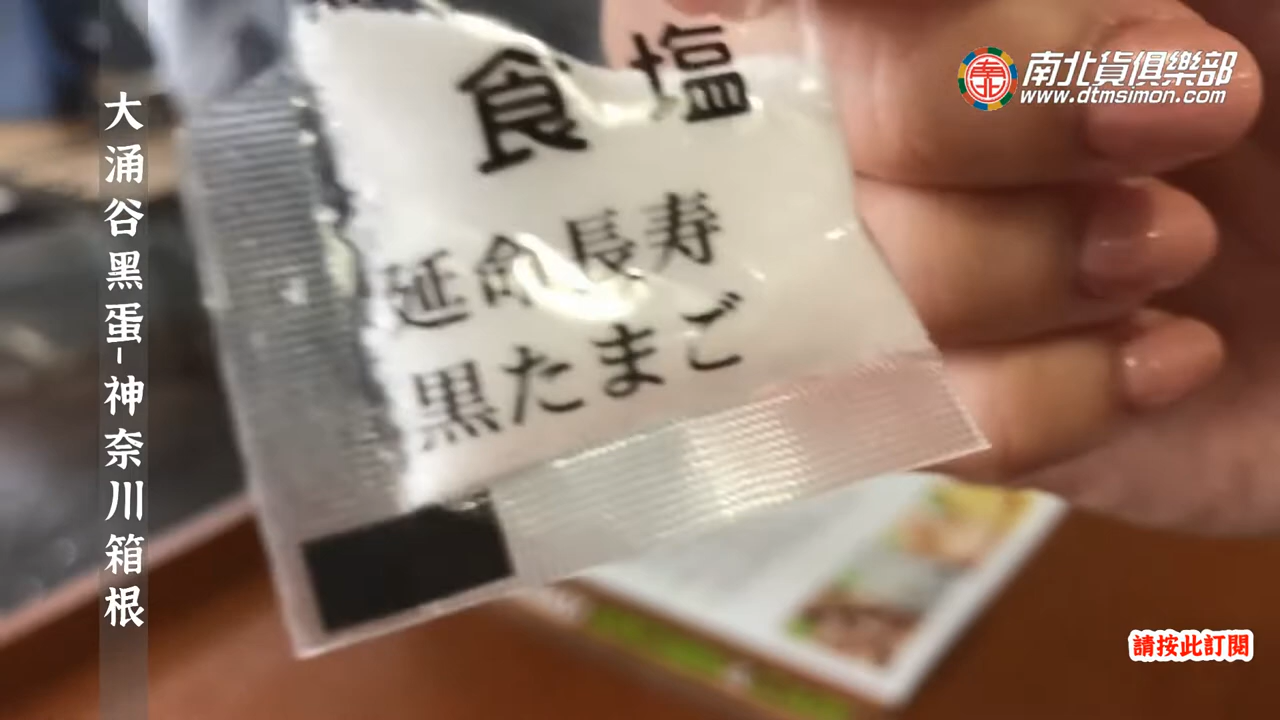 大涌谷黑蛋-神奈川箱根
食塩
延命長寿
黒たまご
南北貨俱樂部
www.dtmsimon.com
請按此訂閱